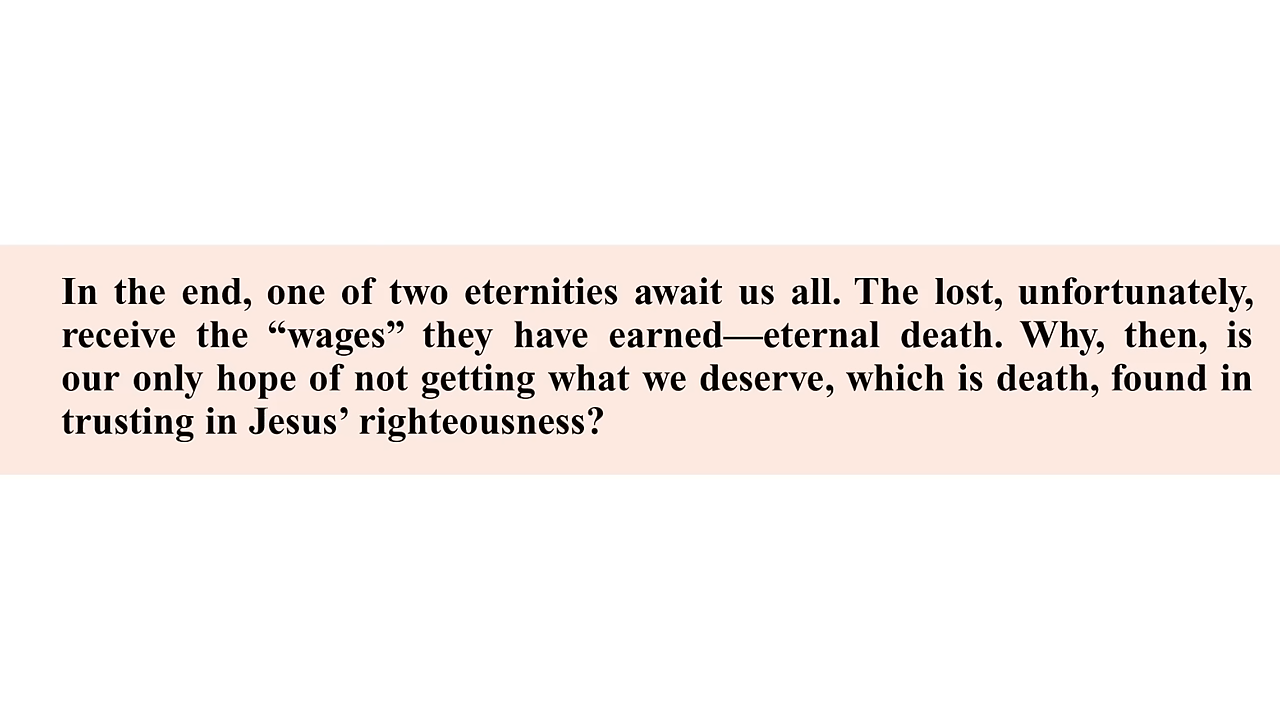 In the end, one of two eternities await us all. The lost, unfortunately,
receive the “wages” they have earned—eternal death. Why, then, is
our only hope of not getting what we deserve, which is death, found in
trusting in Jesus’ righteousness?